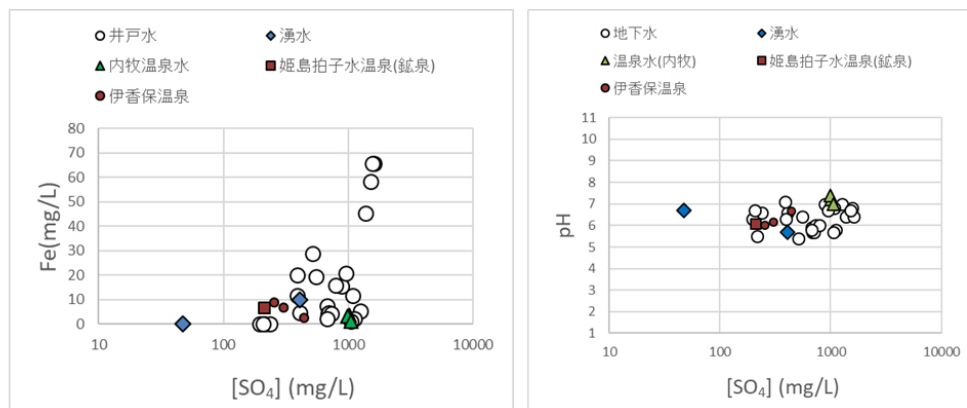 井戸水 湧水
内牧温泉水 姫島拍子水温泉(鉱泉)
伊香保温泉
80
70
60
50
40
30
20
10
0
Fe(mg/L)
10 100 1000 10000
[SO₄] (mg/L)
地下水 湧水
温泉水(内牧) 姫島拍子水温泉(鉱泉)
伊香保温泉
11
10
9
8
7
6
5
4
3
2
1
pH
10 100 1000 10000
[SO₄] (mg/L)